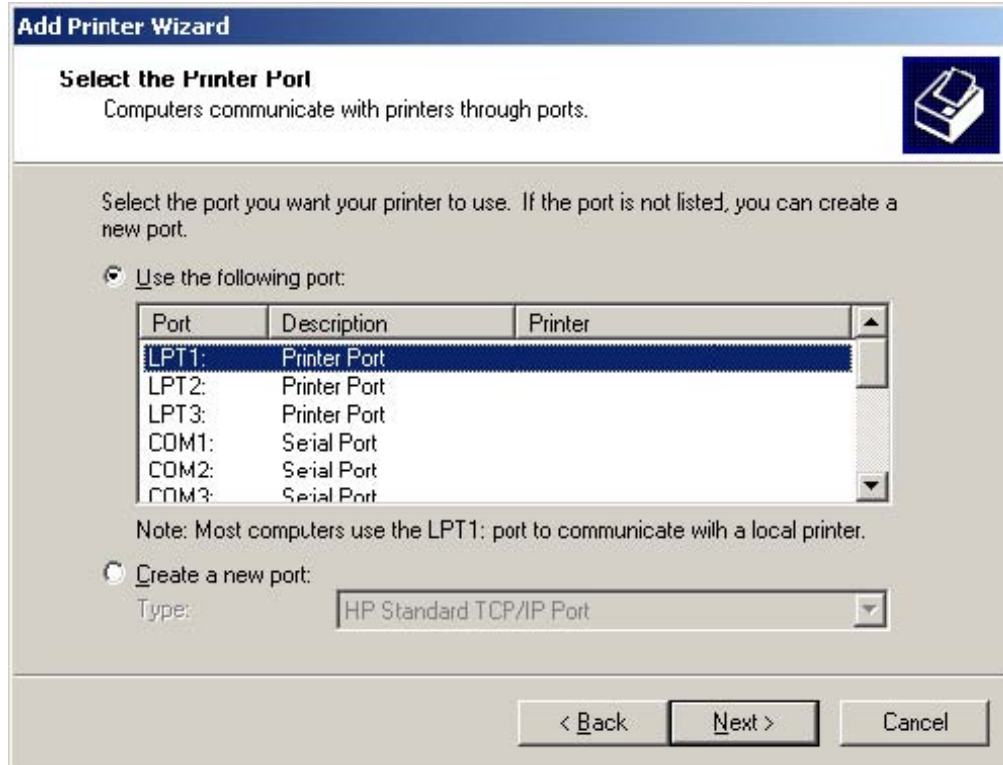 Add Printer Wizard
Select the Printer Port
Computers communicate with printers through ports.
Select the port you want your printer to use. If the port is not listed, you can create a
new port.
Use the following port:
Port Description Printer
LPT1: Printer Port
LPT2: Printer Port
LPT3: Printer Port
COM1: Serial Port
COM2: Serial Port
COM3: Serial Port
Note: Most computers use the LPT1: port to communicate with a local printer.
Create a new port:
Type: HP Standard TCP/IP Port
< Back Next > Cancel